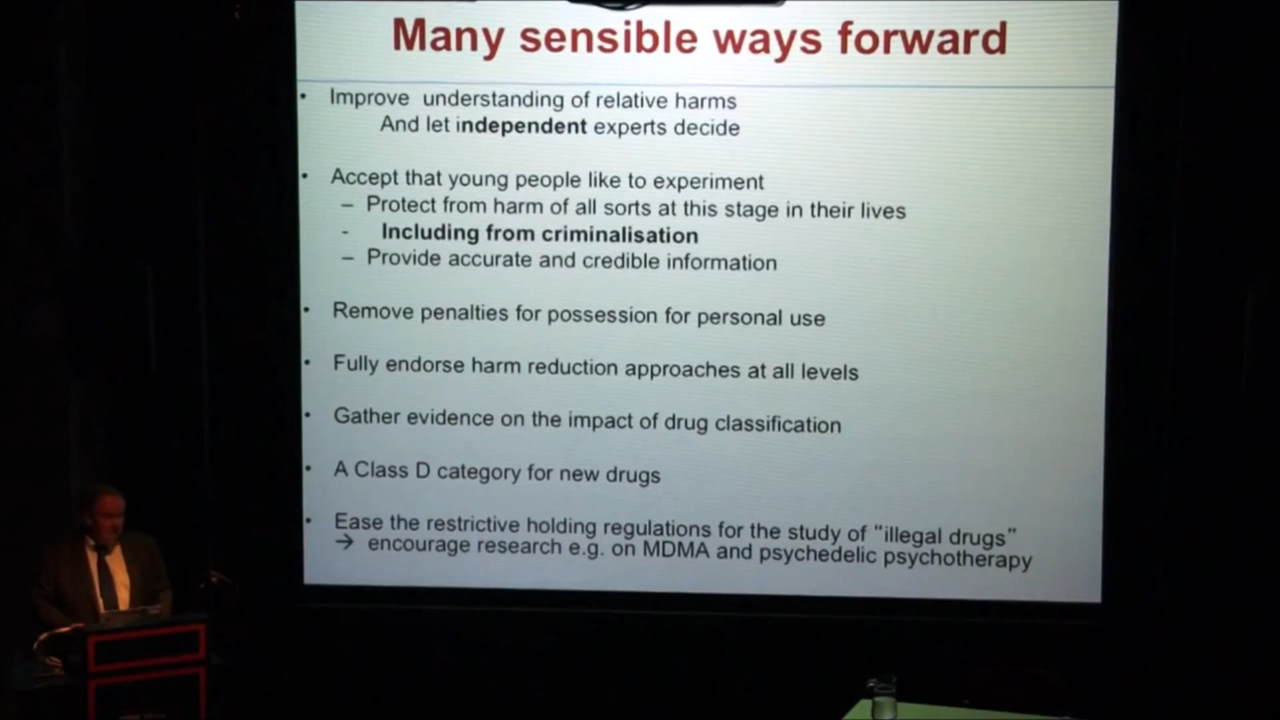 Many sensible ways forward
• Improve understanding of relative harms
And let independent experts decide
• Accept that young people like to experiment
– Protect from harm of all sorts at this stage in their lives
- Including from criminalisation
– Provide accurate and credible information
• Remove penalties for possession for personal use
• Fully endorse harm reduction approaches at all levels
• Gather evidence on the impact of drug classification
• A Class D category for new drugs
• Ease the restrictive holding regulations for the study of “illegal drugs”
→ encourage research e.g. on MDMA and psychedelic psychotherapy